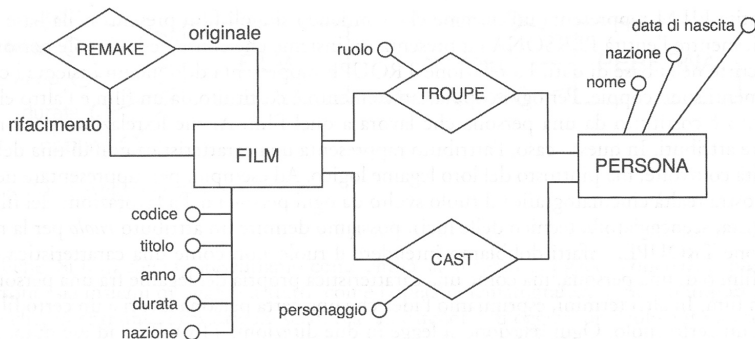 REMAKE
originale
rifacimento
FILM
codice
titolo
anno
durata
nazione
ruolo
TROUPE
CAST
personaggio
data di nascita
nazione
nome
PERSONA